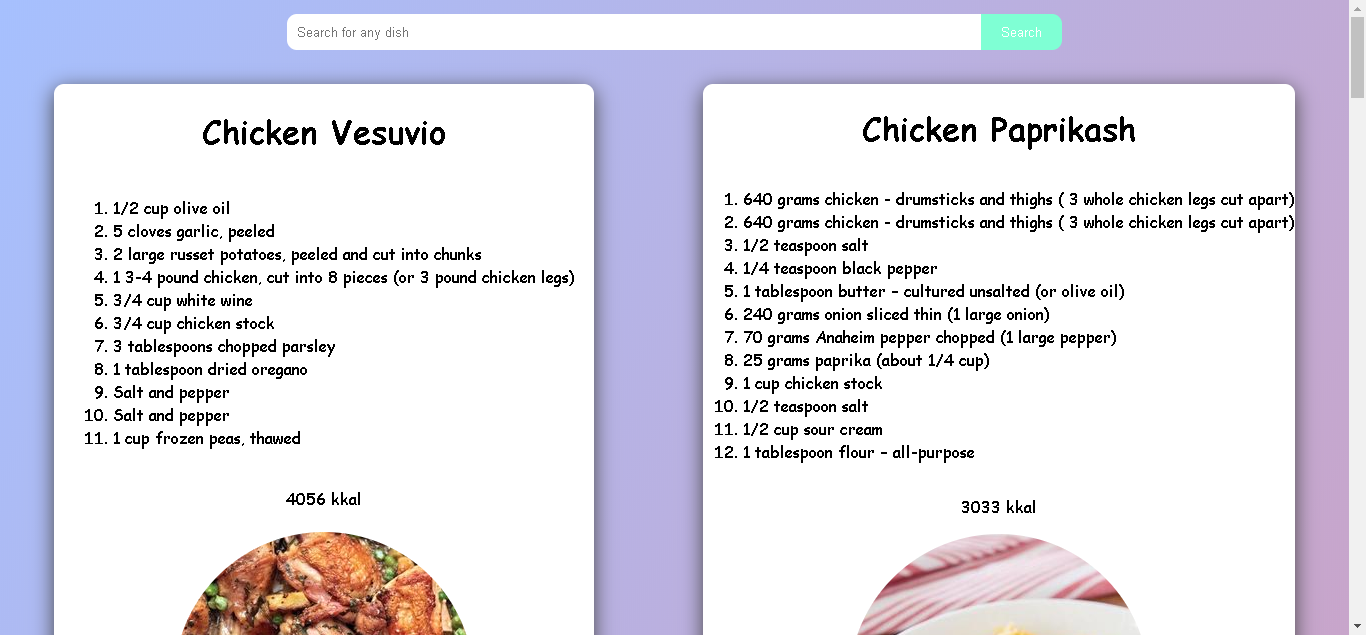 Search for any dish
Search
Chicken Vesuvio
1. 1/2 cup olive oil
2. 5 cloves garlic, peeled
3. 2 large russet potatoes, peeled and cut into chunks
4. 1 3-4 pound chicken, cut into 8 pieces (or 3 pound chicken legs)
5. 3/4 cup white wine
6. 3/4 cup chicken stock
7. 3 tablespoons chopped parsley
8. 1 tablespoon dried oregano
9. Salt and pepper
10. Salt and pepper
11. 1 cup frozen peas, thawed
4056 kkal
Chicken Paprikash
1. 640 grams chicken - drumsticks and thighs ( 3 whole chicken legs cut apart)
2. 640 grams chicken - drumsticks and thighs ( 3 whole chicken legs cut apart)
3. 1/2 teaspoon salt
4. 1/4 teaspoon black pepper
5. 1 tablespoon butter – cultured unsalted (or olive oil)
6. 240 grams onion sliced thin (1 large onion)
7. 70 grams Anaheim pepper chopped (1 large pepper)
8. 25 grams paprika (about 1/4 cup)
9. 1 cup chicken stock
10. 1/2 teaspoon salt
11. 1/2 cup sour cream
12. 1 tablespoon flour – all-purpose
3033 kkal